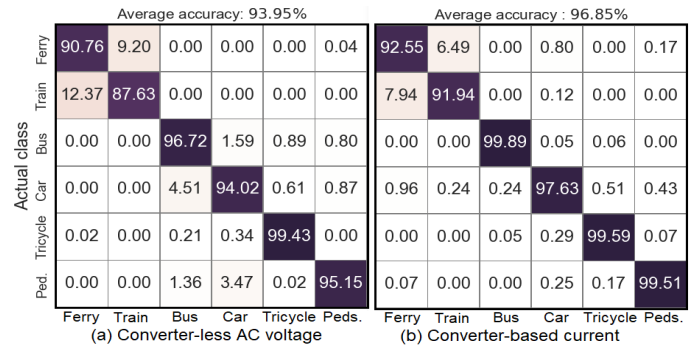 Average accuracy: 93.95%
Average accuracy : 96.85%
Actual class
Ferry 90.76 9.20 0.00 0.00 0.00 0.04
Train 12.37 87.63 0.00 0.00 0.00 0.00
Bus 0.00 0.00 96.72 1.59 0.89 0.80
Car 0.00 0.00 4.51 94.02 0.61 0.87
Tricycle 0.02 0.00 0.21 0.34 99.43 0.00
Ped. 0.00 0.00 1.36 3.47 0.02 95.15
Ferry Train Bus Car Tricycle Peds.
(a) Converter-less AC voltage
92.55 6.49 0.00 0.80 0.00 0.17
7.94 91.94 0.00 0.12 0.00 0.00
0.00 0.00 99.89 0.05 0.06 0.00
0.96 0.24 0.24 97.63 0.51 0.43
0.00 0.00 0.05 0.29 99.59 0.07
0.07 0.00 0.00 0.25 0.17 99.51
Ferry Train Bus Car Tricycle Peds.
(b) Converter-based current